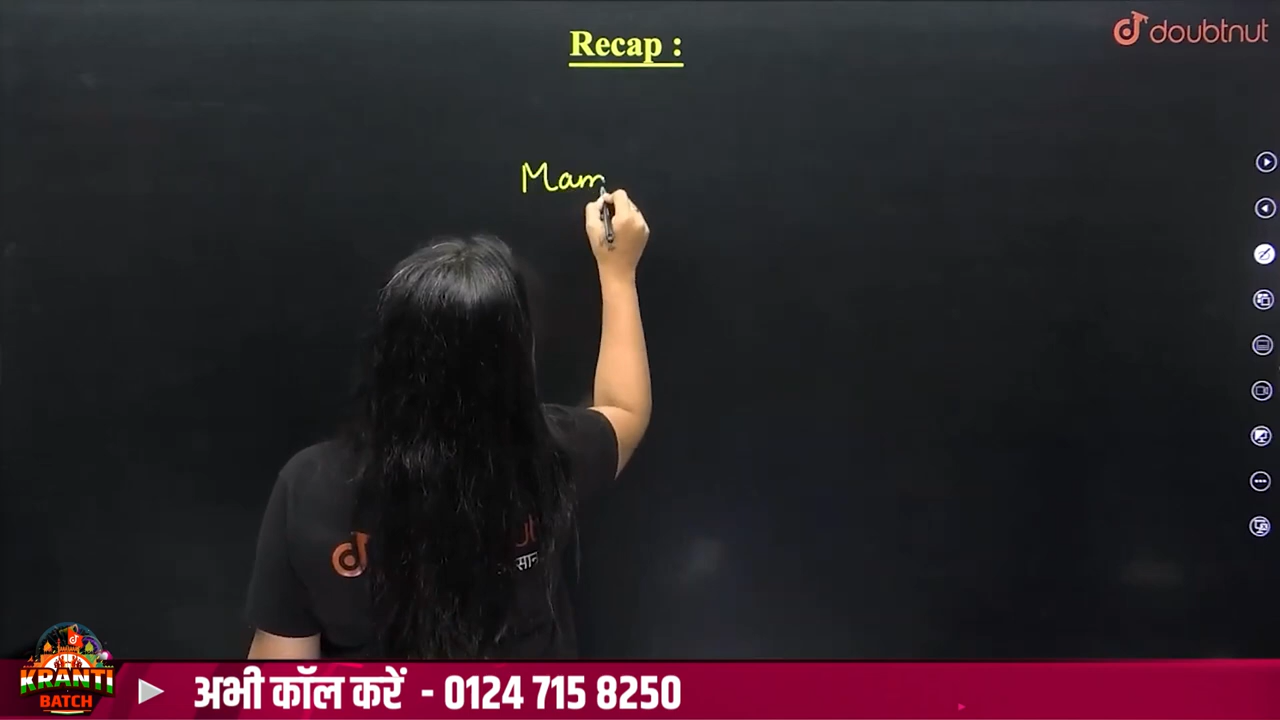 Recap :
doubtnut
Mam
सान
KRANTI
BATCH
अभी कॉल करें - 0124 715 8250